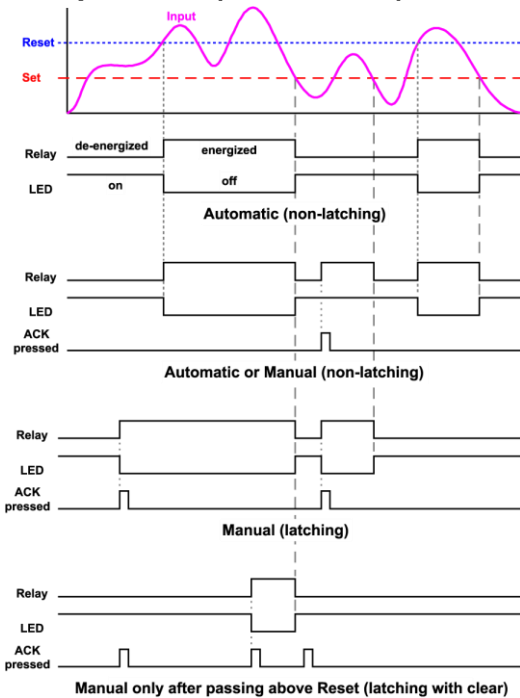 Input
Reset
Set
de-energized
energized
Relay
on
off
LED
Automatic (non-latching)
Relay
LED
ACK
pressed
Automatic or Manual (non-latching)
Relay
LED
ACK
pressed
Manual (latching)
Relay
LED
ACK
pressed
Manual only after passing above Reset (latching with clear)